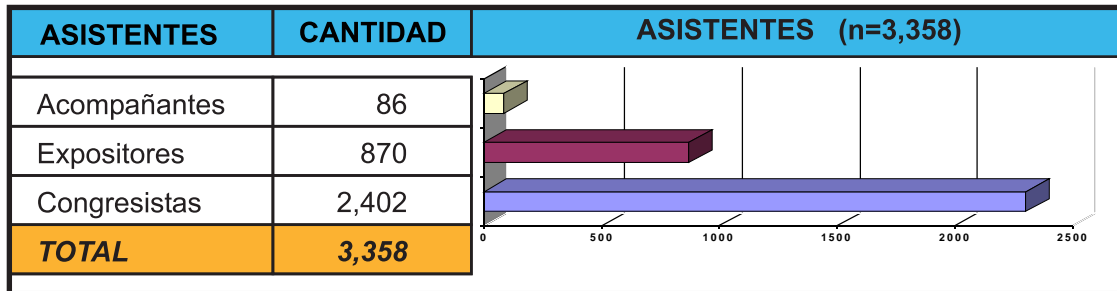 ASISTENTES CANTIDAD ASISTENTES (n=3,358)
Acompañantes 86
Expositores 870
Congresistas 2,402
TOTAL 3,358
0 500 1000 1500 2000 2500